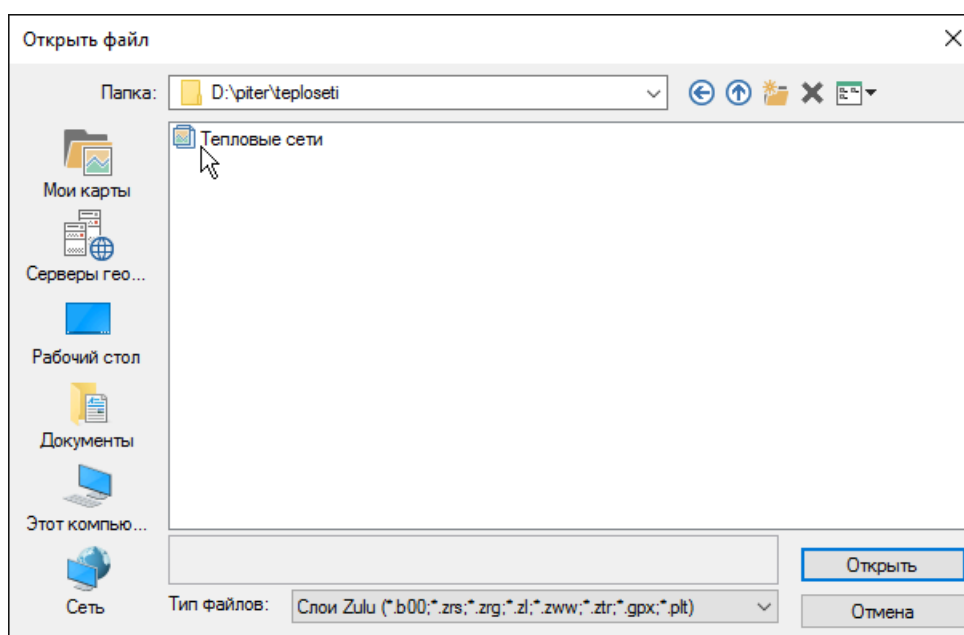 Открыть файл
Папка: D:\piter\teploseti
Тепловые сети
Мои карты
Серверы гео...
Рабочий стол
Документы
Этот компью...
Сеть
Открыть
Тип файлов: Слои Zulu (*.b00;*.zrs;*.zrg;*.zl;*.zww;*.ztr;*.gpx;*.plt)
Отмена